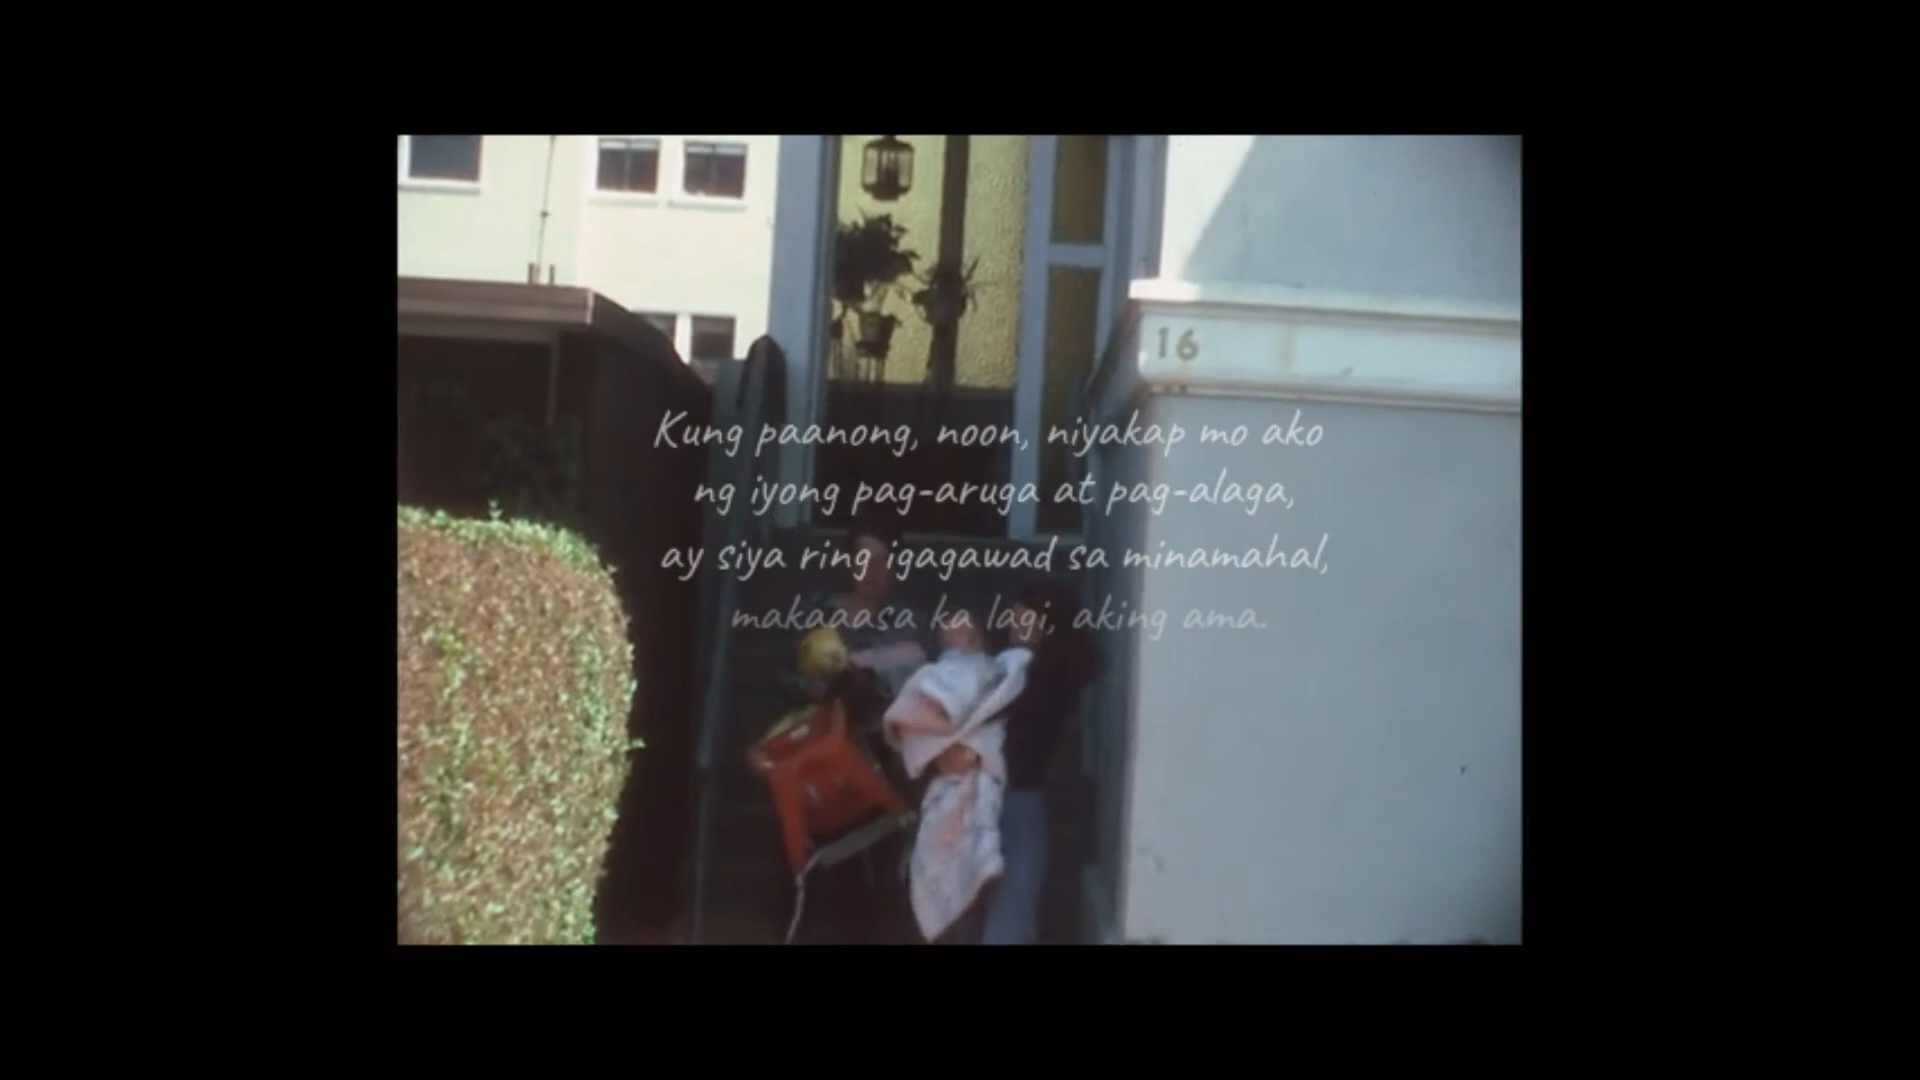 16
Kung paanong, noon, niyakap mo ako
ng iyong pag-aruga at pag-alaga,
ay siya ring igagawad sa minamahal,
makaaasa ka lagi, aking ama.